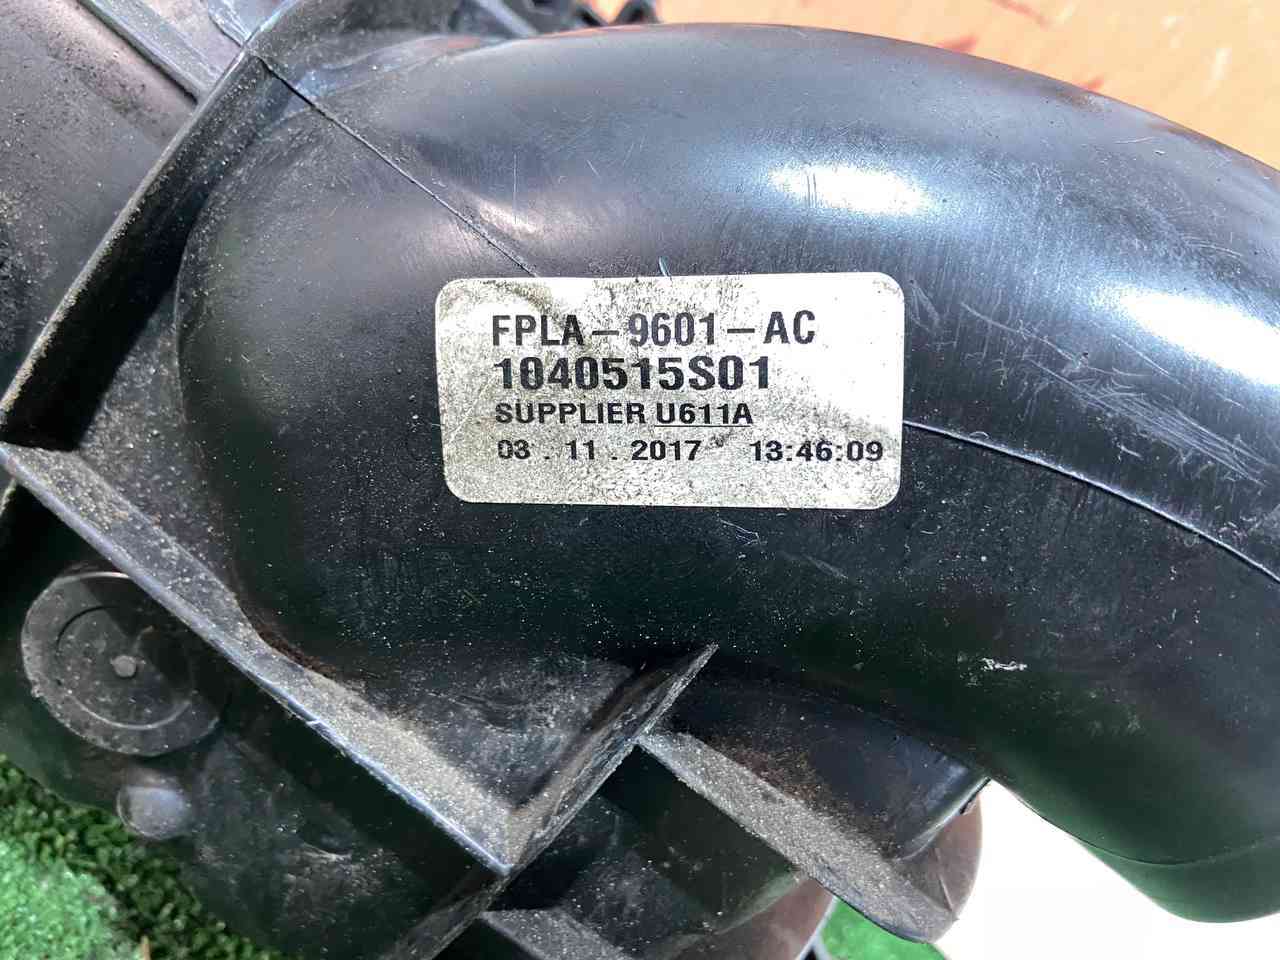 FPLA-9601-AC
1040515S01
SUPPLIER U611A
03.11.2017 13:46:09